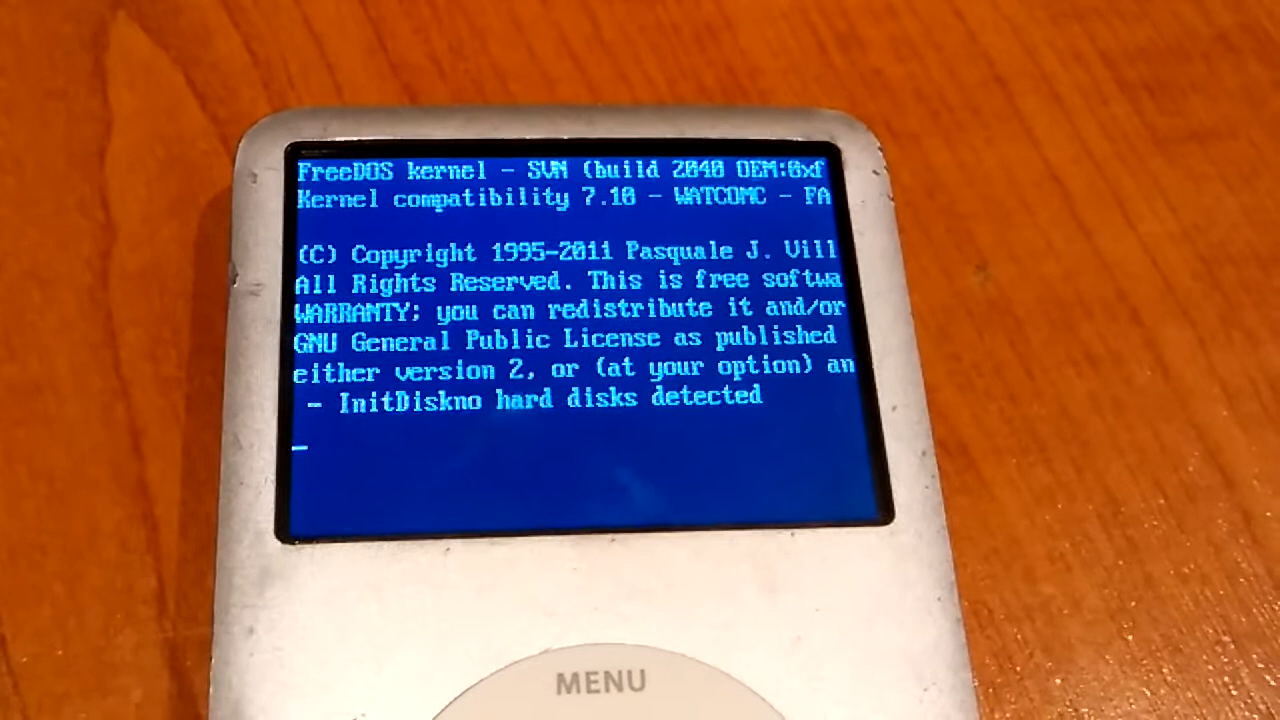 FreeDOS kernel - SVN (build 2040 OEM:0xf
Kernel compatibility 7.10 - WATCOMC - FA
(C) Copyright 1995-2011 Pasquale J. Vill
All Rights Reserved. This is free softwa
WARRANTY; you can redistribute it and/or
GNU General Public License as published
either version 2, or (at your option) an
- InitDiskno hard disks detected
_
MENU